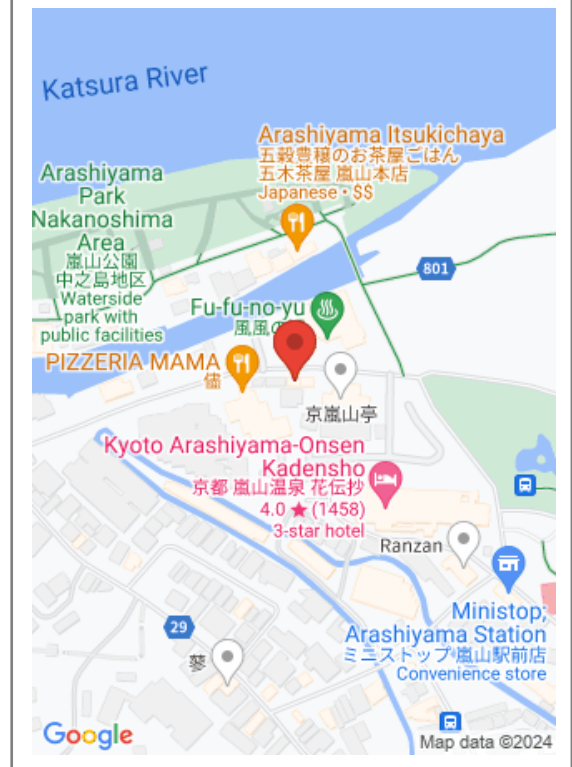 Katsura River
Arashiyama Itsukichaya
五穀豊穣のお茶屋ごはん
五木茶屋 嵐山本店
Japanese • $$
Arashiyama
Park
Nakanoshima
Area
嵐山公園
中之島地区
Waterside
park with
public facilities
801
Fu-fu-no-yu
風風の
PIZZERIA MAMA
儘
京嵐山亭
Kyoto Arashiyama-Onsen
Kadensho
京都 嵐山温泉 花伝抄
4.0 ★ (1458)
3-star hotel
Ranzan
Ministop;
Arashiyama Station
ミニストップ 嵐山駅前店
Convenience store
29
蓼
Google
Map data ©2024